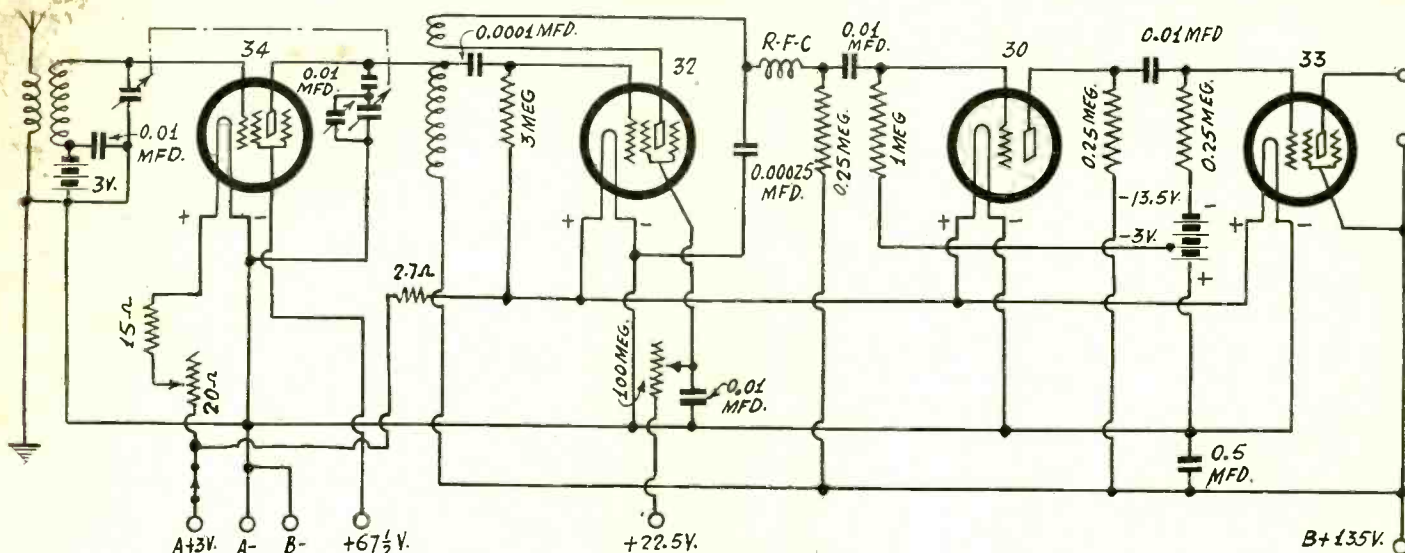 34
0.01
MFD.
3V.
0.01
MFD.
+
-
15Ω
20Ω
A+3V.
A-
B-
+67½V.
0.0001 MFD.
3 MEG
32
+
-
2.7Ω
100 MEG.
0.01
MFD.
+22.5V.
R-F-C
0.00025
MFD.
0.01
MFD.
0.25 MEG.
1 MEG
30
+
-
0.01 MFD
0.25 MEG.
0.25 MEG.
-13.5V.
-
-3V.
+
33
+
-
0.5
MFD.
B+135V.